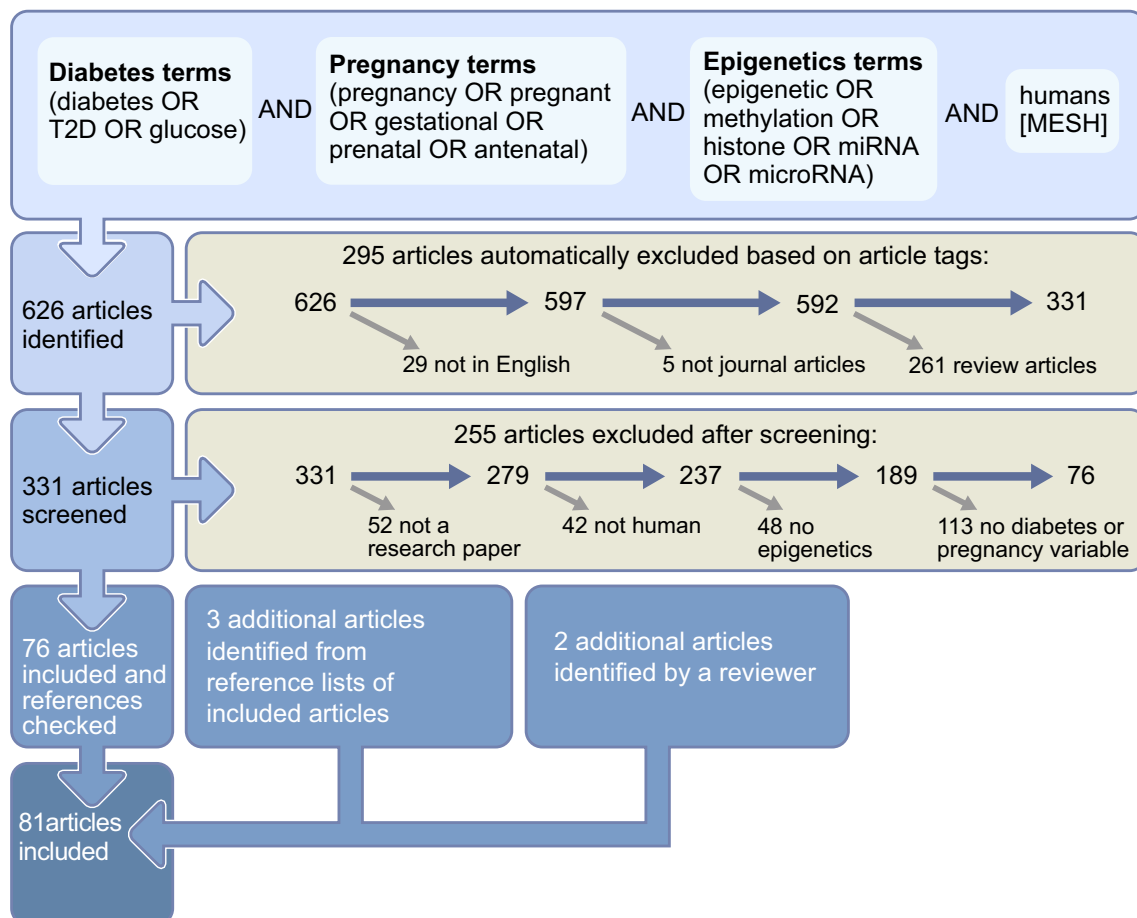 Diabetes terms
(diabetes OR
T2D OR glucose)
AND
Pregnancy terms
(pregnancy OR pregnant
OR gestational OR
prenatal OR antenatal)
AND
Epigenetics terms
(epigenetic OR
methylation OR
histone OR miRNA
OR microRNA)
AND
humans
[MESH]
626 articles
identified
295 articles automatically excluded based on article tags:
626
597
592
331
29 not in English
5 not journal articles
261 review articles
331 articles
screened
255 articles excluded after screening:
331
279
237
189
76
52 not a
research paper
42 not human
48 no
epigenetics
113 no diabetes or
pregnancy variable
76 articles
included and
references
checked
3 additional articles
identified from
reference lists of
included articles
2 additional articles
identified by a reviewer
81articles
included